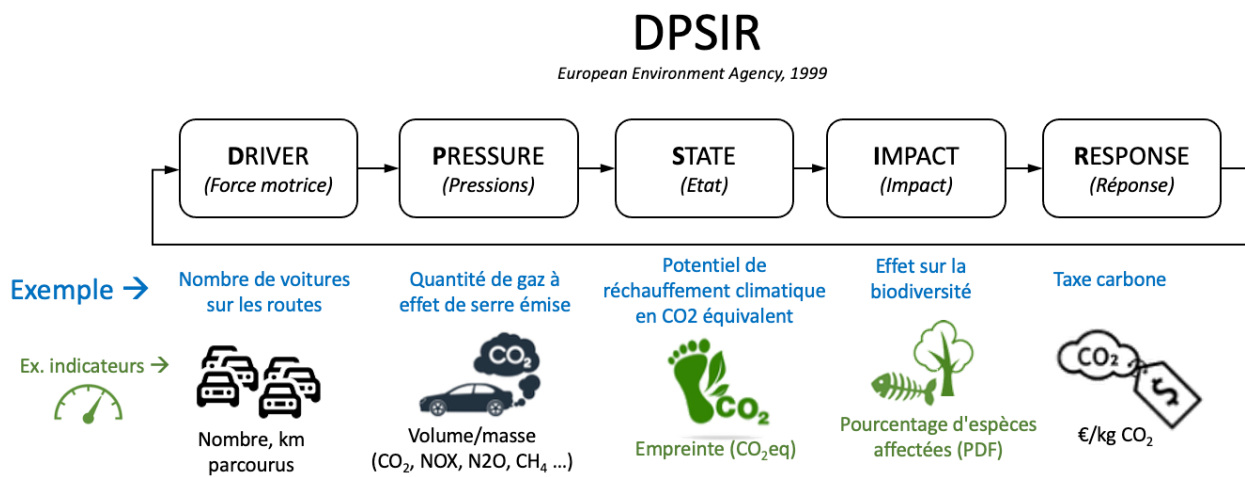 DPSIR
European Environment Agency, 1999
DRIVER
(Force motrice)
PRESSURE
(Pressions)
STATE
(Etat)
IMPACT
(Impact)
RESPONSE
(Réponse)
Exemple →
Nombre de voitures
sur les routes
Quantité de gaz à
effet de serre émise
Potentiel de
réchauffement climatique
en CO2 équivalent
Effet sur la
biodiversité
Taxe carbone
Ex. indicateurs →
CO₂
CO₂
CO₂
$
Nombre, km
parcourus
Volume/masse
(CO₂, NOX, N2O, CH₄ ...)
Empreinte (CO₂eq)
Pourcentage d'espèces
affectées (PDF)
€/kg CO₂